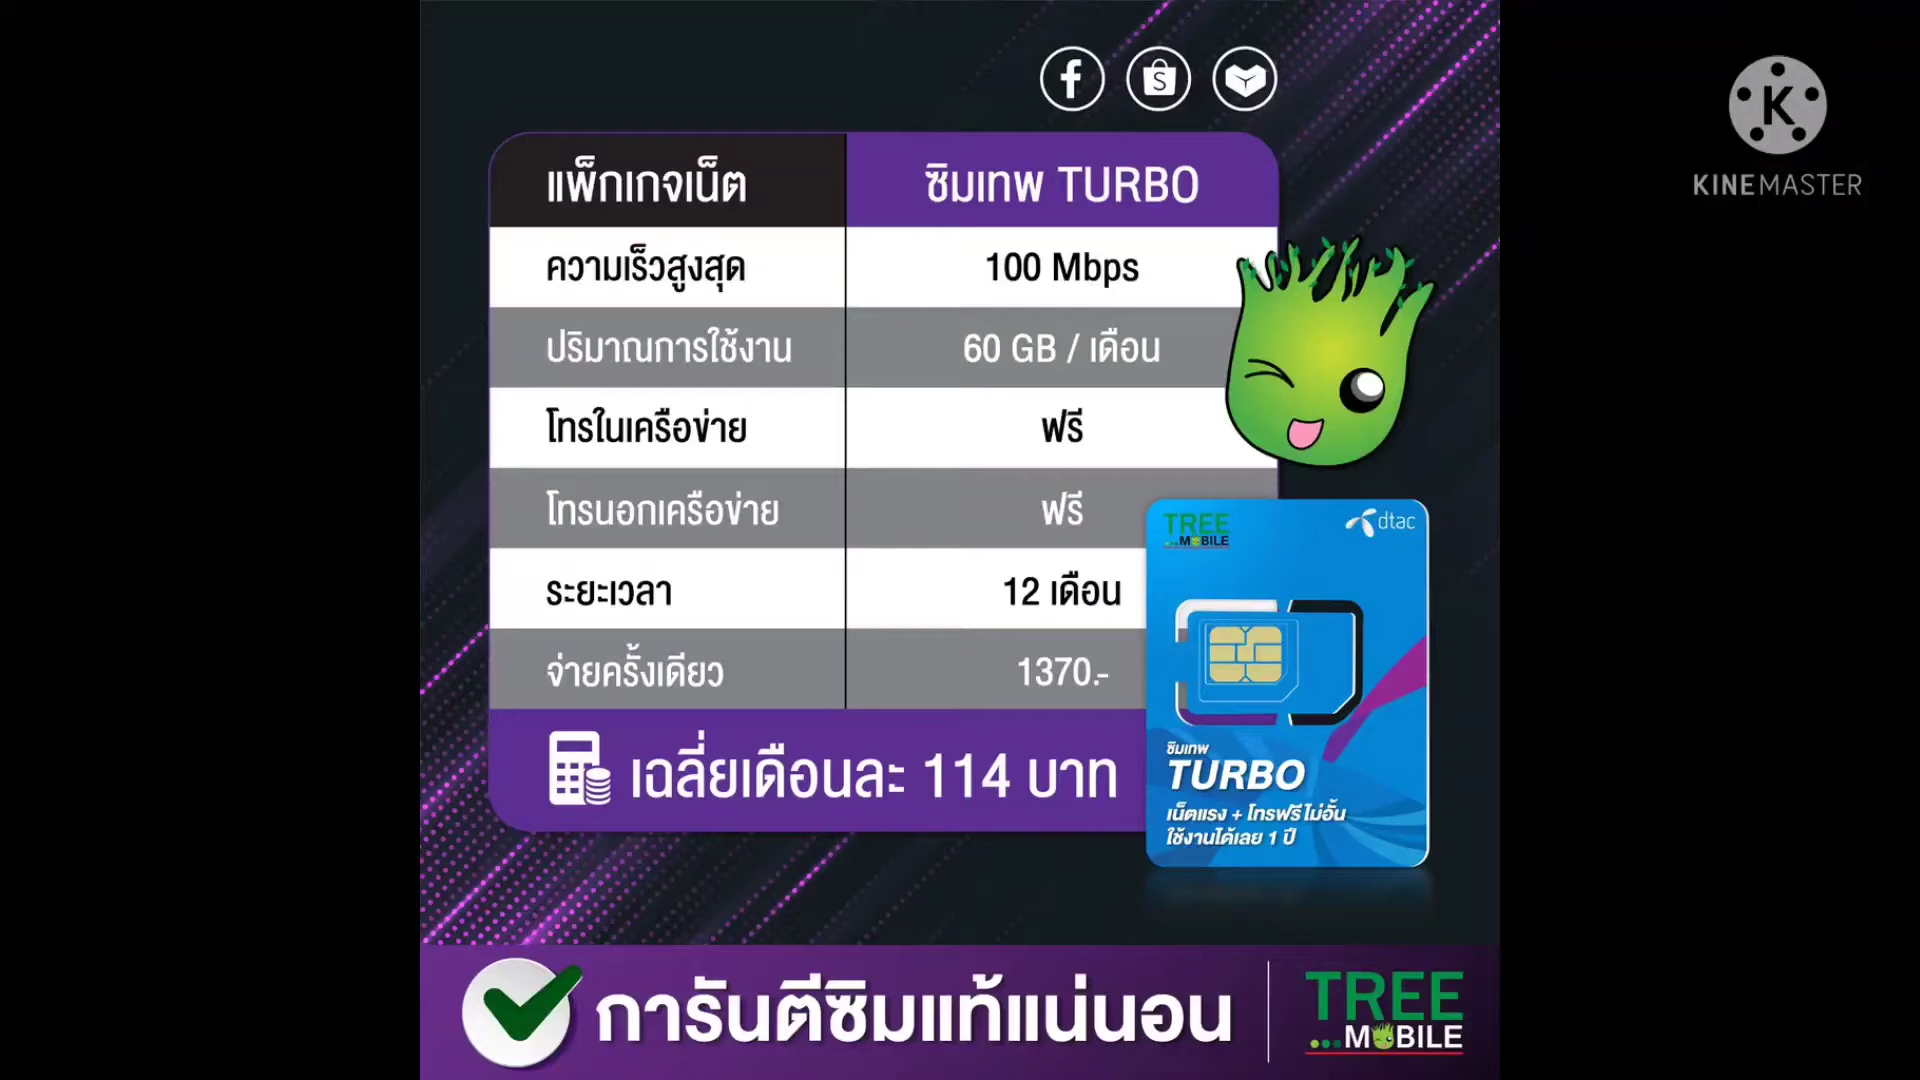 KINEMASTER
แพ็กเกจเน็ต ซิมเทพ TURBO
ความเร็วสูงสุด 100 Mbps
ปริมาณการใช้งาน 60 GB / เดือน
โทรในเครือข่าย ฟรี
โทรนอกเครือข่าย ฟรี
ระยะเวลา 12 เดือน
จ่ายครั้งเดียว 1370.-
เฉลี่ยเดือนละ 114 บาท
TREE
...MOBILE
dtac
ซิมเทพ
TURBO
เน็ตแรง + โทรฟรีไม่อั้น
ใช้งานได้เลย 1 ปี
การันตีซิมแท้แน่นอน
TREE
...MOBILE